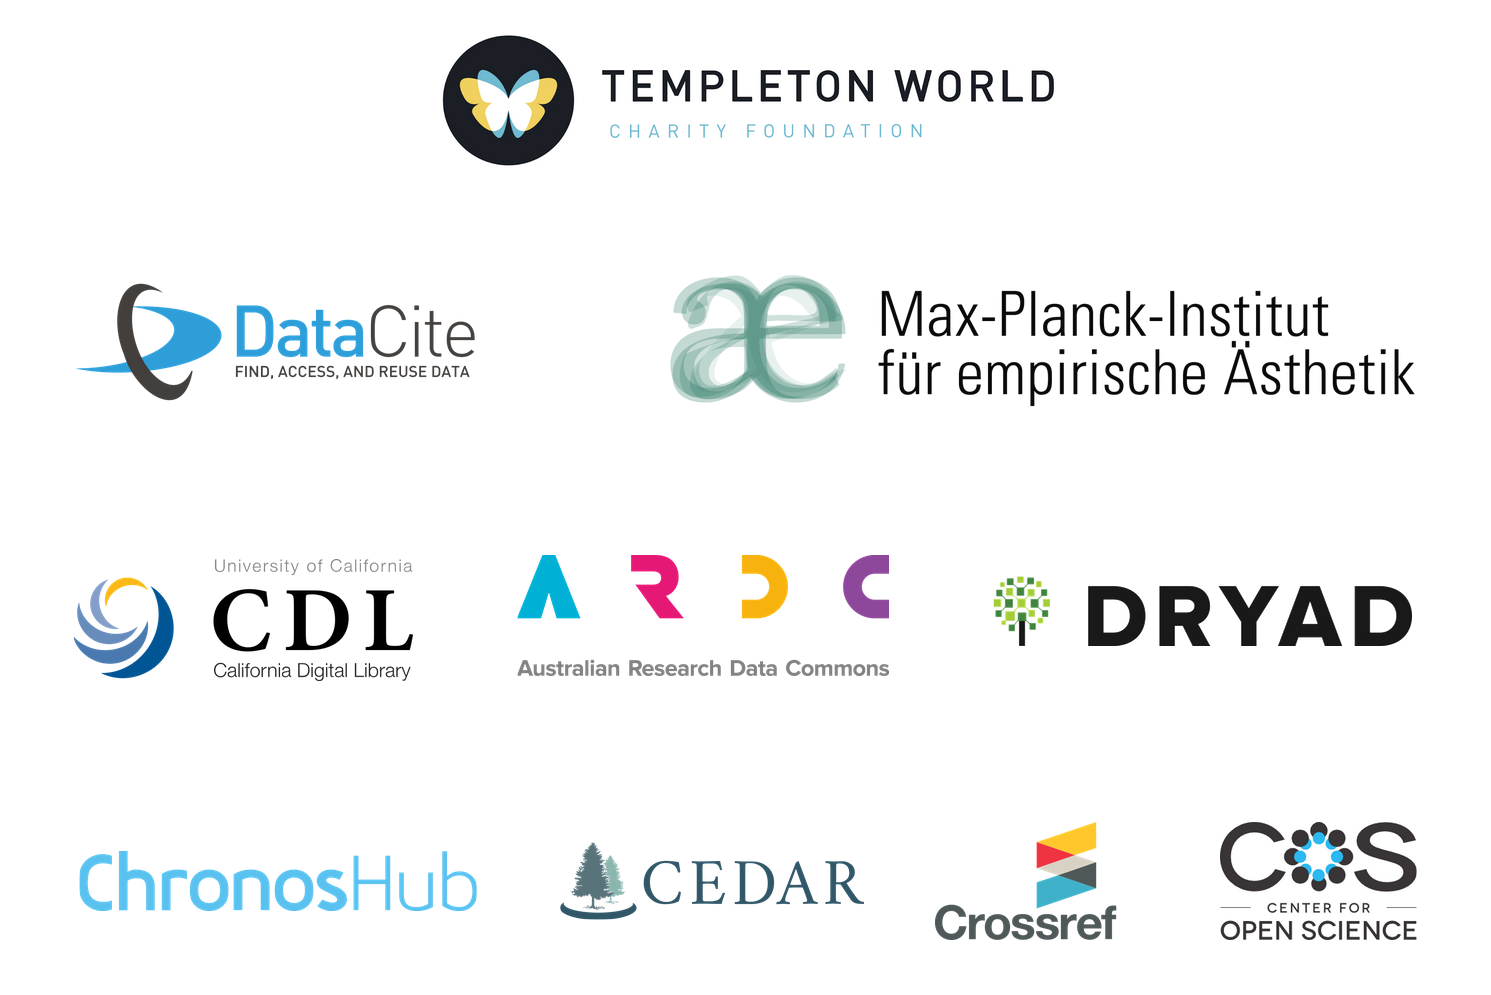 TEMPLETON WORLD
CHARITY FOUNDATION
DataCite
FIND, ACCESS, AND REUSE DATA
æ
Max-Planck-Institut
für empirische Ästhetik
University of California
CDL
California Digital Library
ARDC
Australian Research Data Commons
DRYAD
ChronosHub
CEDAR
Crossref
COS
CENTER FOR
OPEN SCIENCE